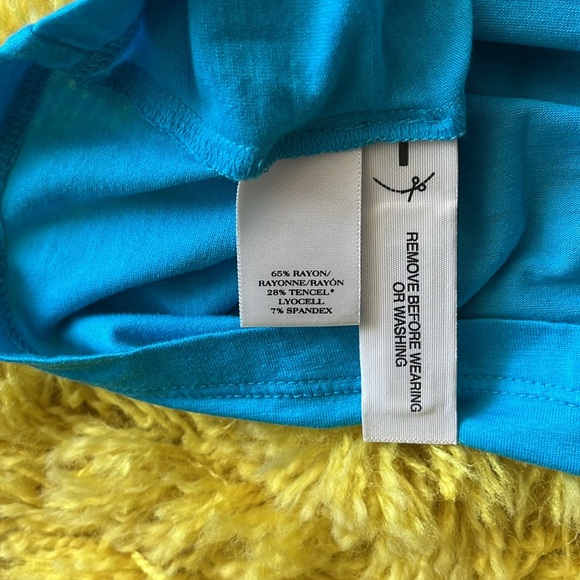 65% RAYON/
RAYONNE/RAYÓN
28% TENCEL*
LYOCELL
7% SPANDEX
REMOVE BEFORE WEARING
OR WASHING